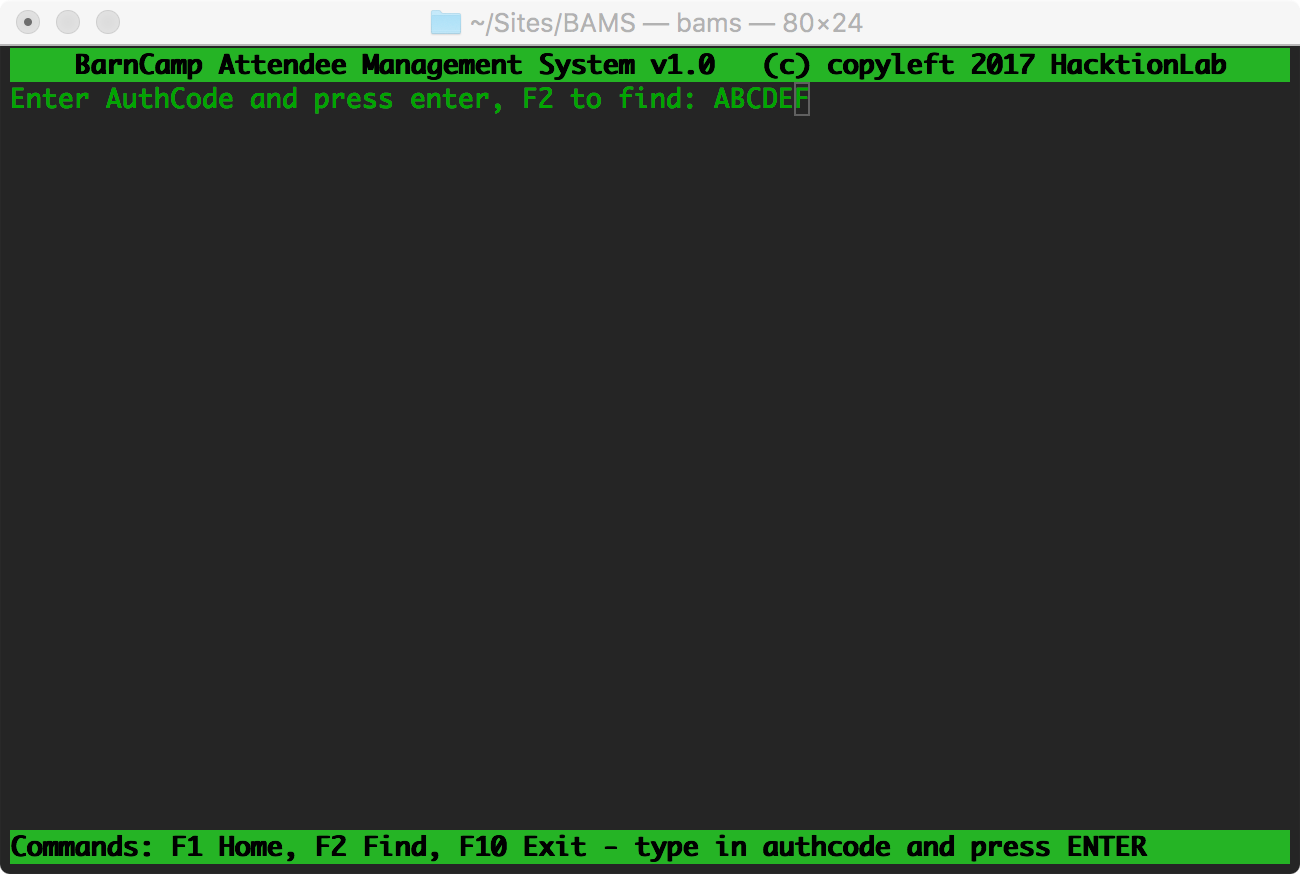 ~/Sites/BAMS — bams — 80×24
BarnCamp Attendee Management System v1.0   (c) copyleft 2017 HacktionLab
Enter AuthCode and press enter, F2 to find: ABCDEF
Commands: F1 Home, F2 Find, F10 Exit - type in authcode and press ENTER